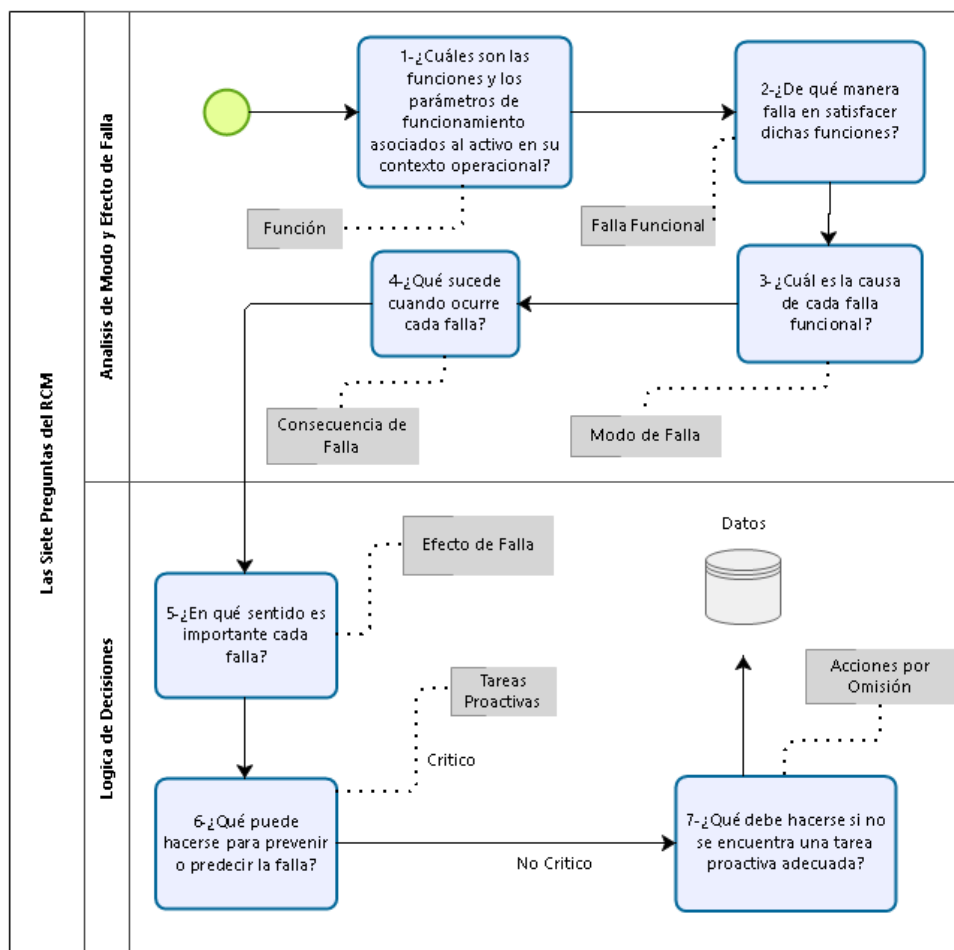 Las Siete Preguntas del RCM
Analisis de Modo y Efecto de Falla
1-¿Cuáles son las
funciones y los
parámetros de
funcionamiento
asociados al activo en su
contexto operacional?
2-¿De qué manera
falla en satisfacer
dichas funciones?
Función
Falla Funcional
4-¿Qué sucede
cuando ocurre
cada falla?
3-¿Cuál es la causa
de cada falla
funcional?
Consecuencia de
Falla
Modo de Falla
Logica de Decisiones
Efecto de Falla
Datos
5-¿En qué sentido es
importante cada
falla?
Tareas
Proactivas
Acciones por
Omisión
Critico
6-¿Qué puede
hacerse para prevenir
o predecir la falla?
No Critico
7-¿Qué debe hacerse si no
se encuentra una tarea
proactiva adecuada?